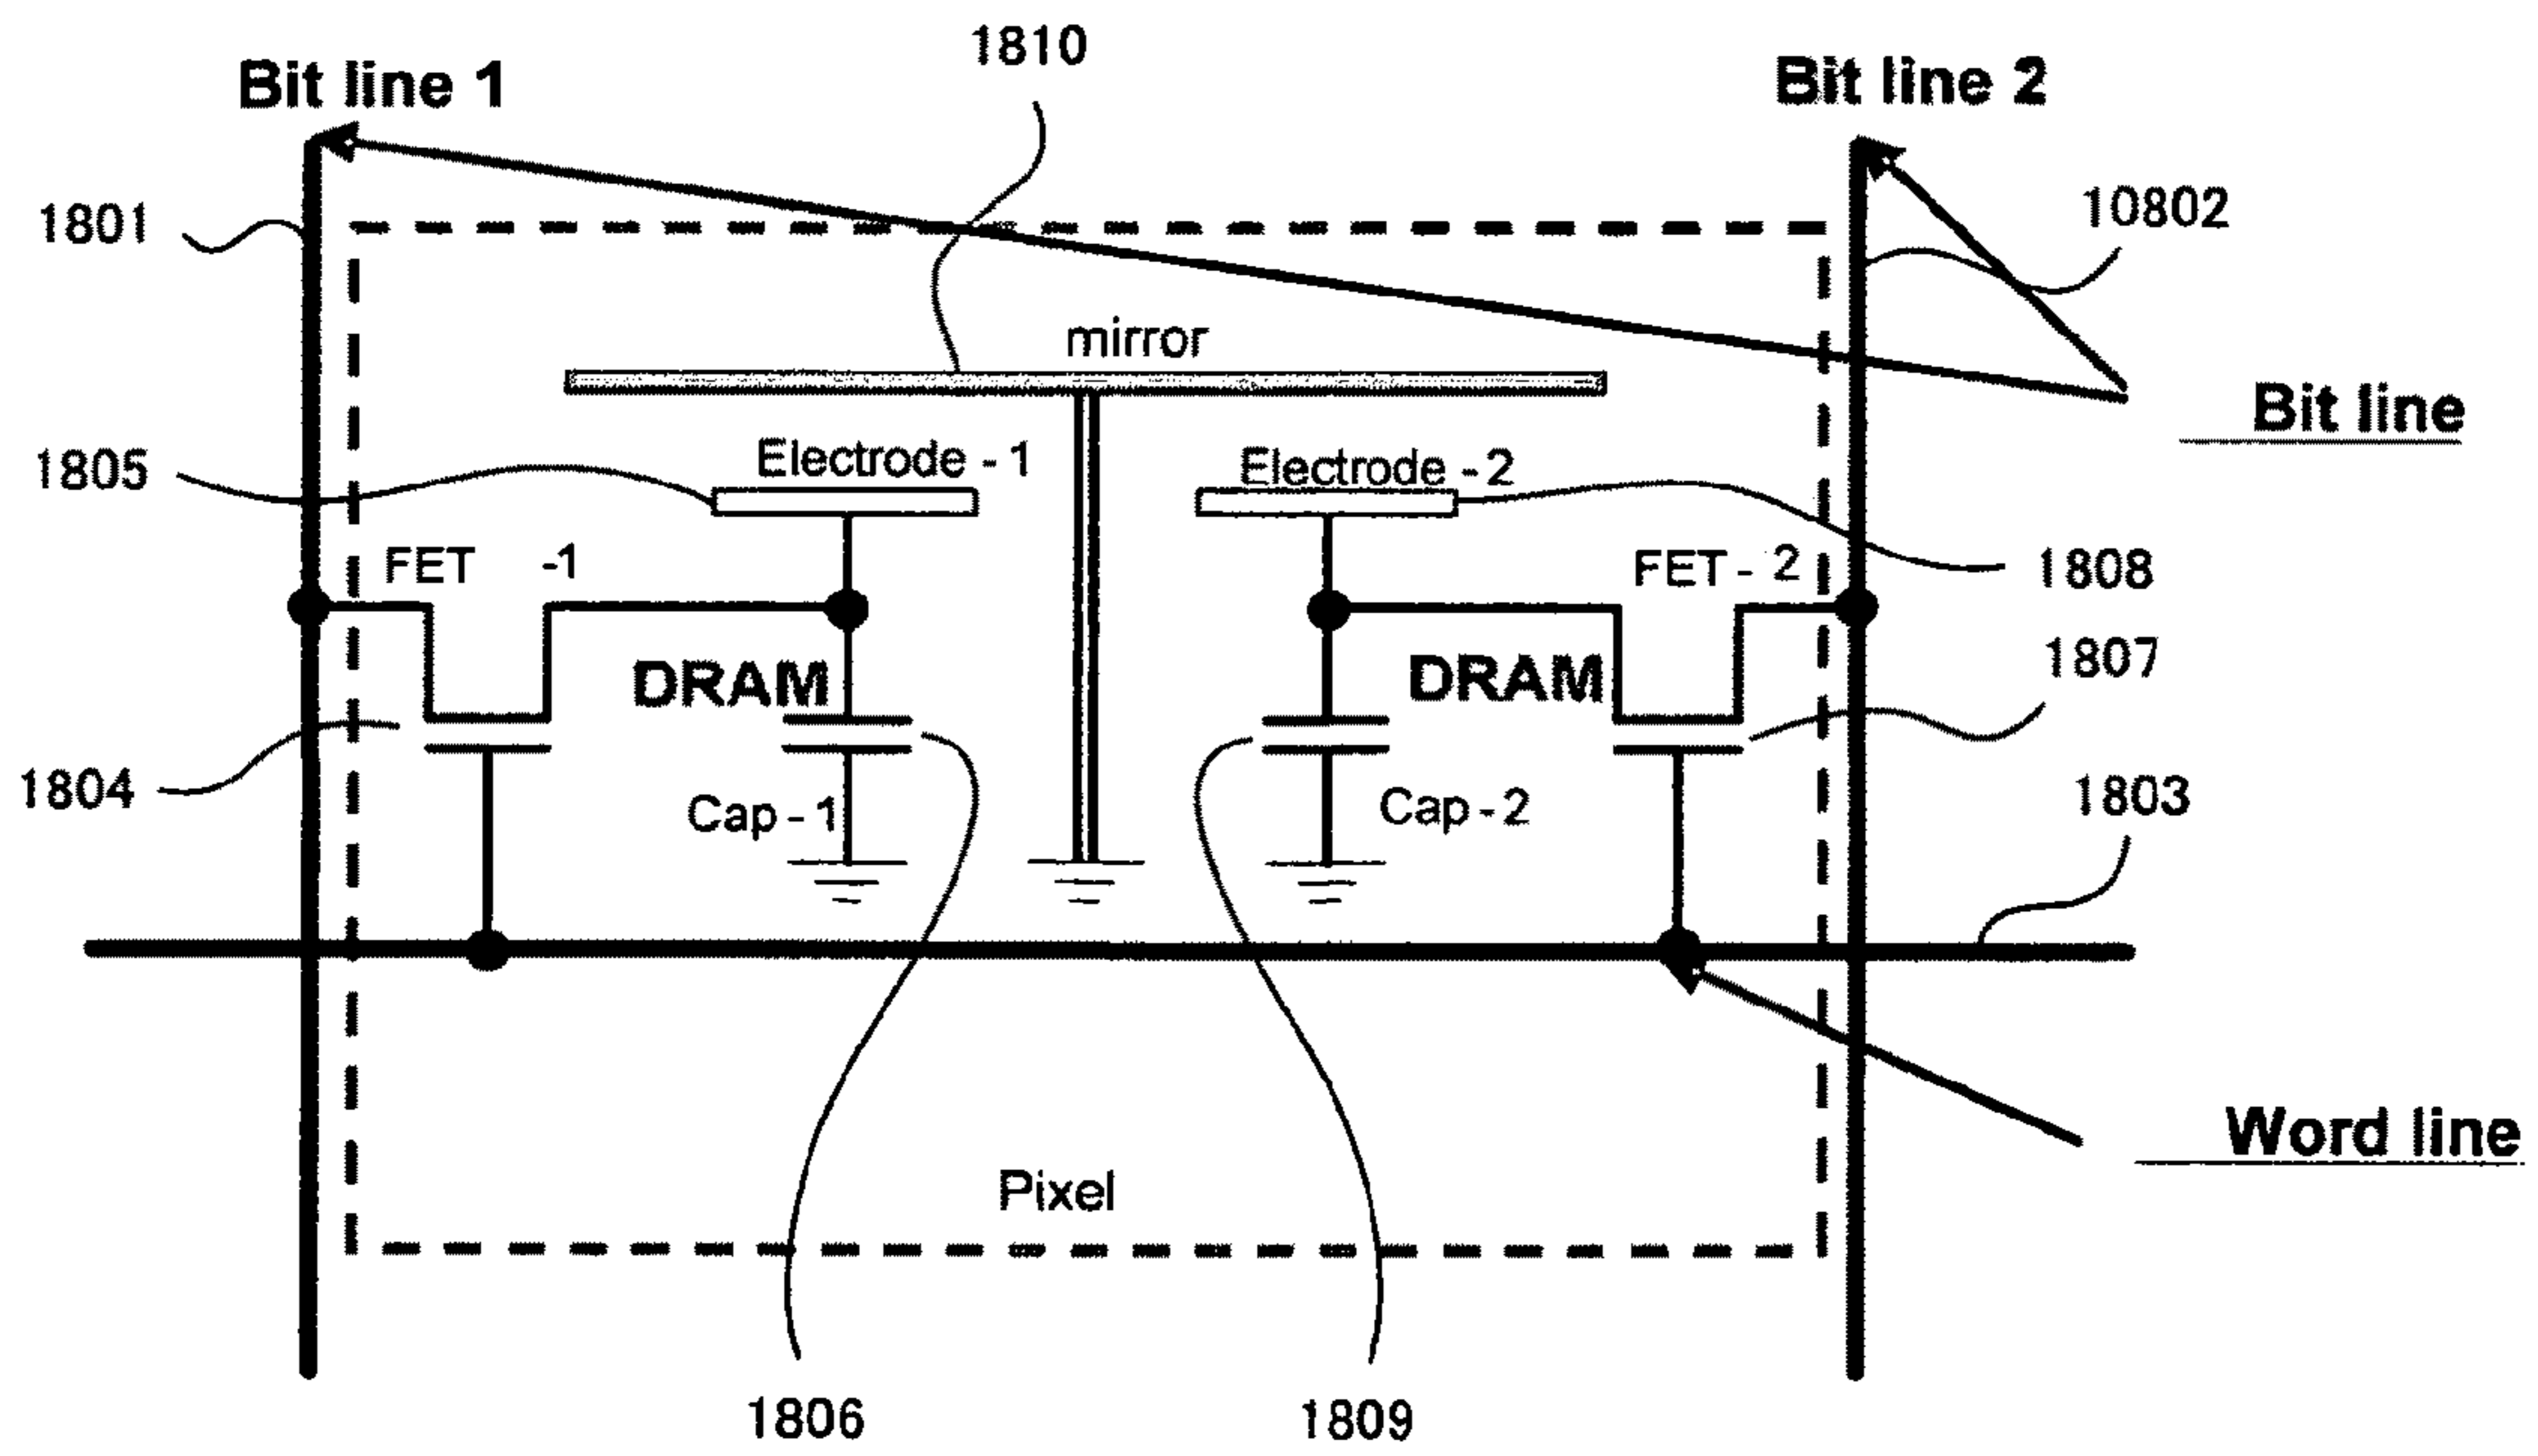 1810
Bit line 1
Bit line 2
1801
10802
mirror
Bit line
1805
Electrode - 1
Electrode - 2
FET -1
FET - 2
1808
DRAM
DRAM
1807
1804
Cap - 1
Cap - 2
1803
Word line
Pixel
1806
1809